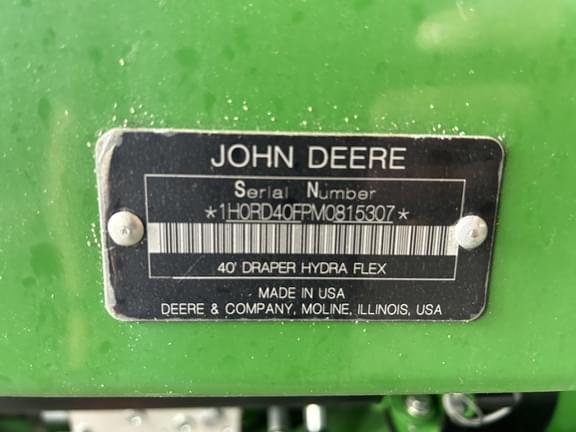 JOHN DEERE
Serial Number
*1H0RD40FPM0815307*
40' DRAPER HYDRA FLEX
MADE IN USA
DEERE & COMPANY, MOLINE, ILLINOIS, USA